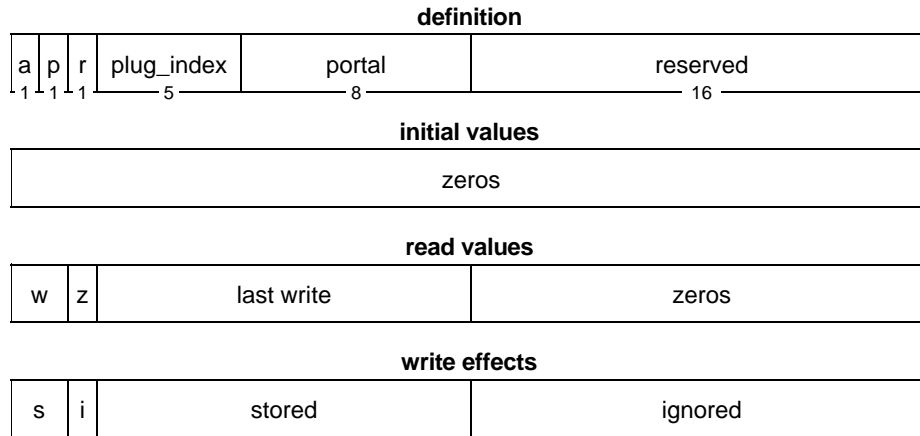 definition
a p r plug_index portal reserved
1 1 1 5 8 16
initial values
zeros
read values
w z last write zeros
write effects
s i stored ignored